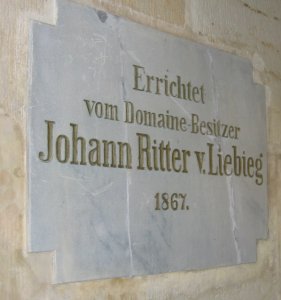 Errichtet
vom Domaine-Besitzer
Johann Ritter v. Liebieg
1867.